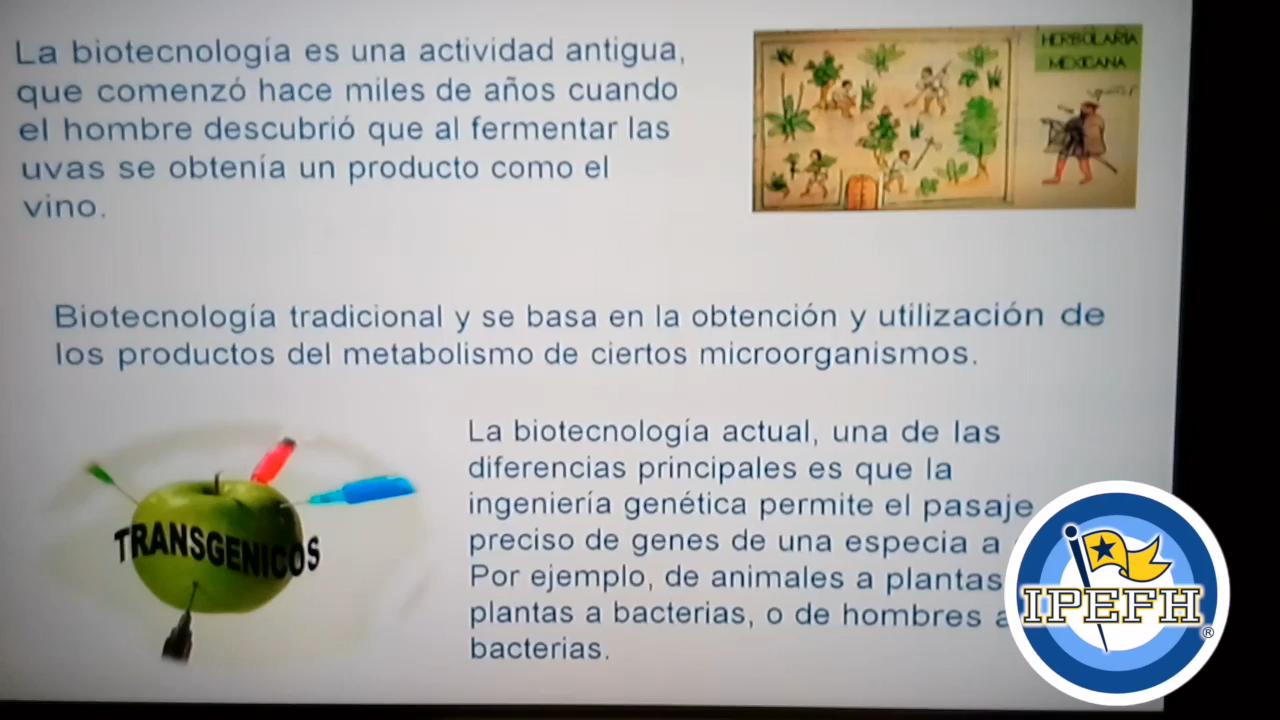 La biotecnología es una actividad antigua,
que comenzó hace miles de años cuando
el hombre descubrió que al fermentar las
uvas se obtenía un producto como el
vino.
HERBOLARIA
MEXICANA
Biotecnología tradicional y se basa en la obtención y utilización de
los productos del metabolismo de ciertos microorganismos.
TRANSGENICOS
La biotecnología actual, una de las
diferencias principales es que la
ingeniería genética permite el pasaje
preciso de genes de una especia a
Por ejemplo, de animales a plantas
plantas a bacterias, o de hombres a
bacterias.
IPEFH
®